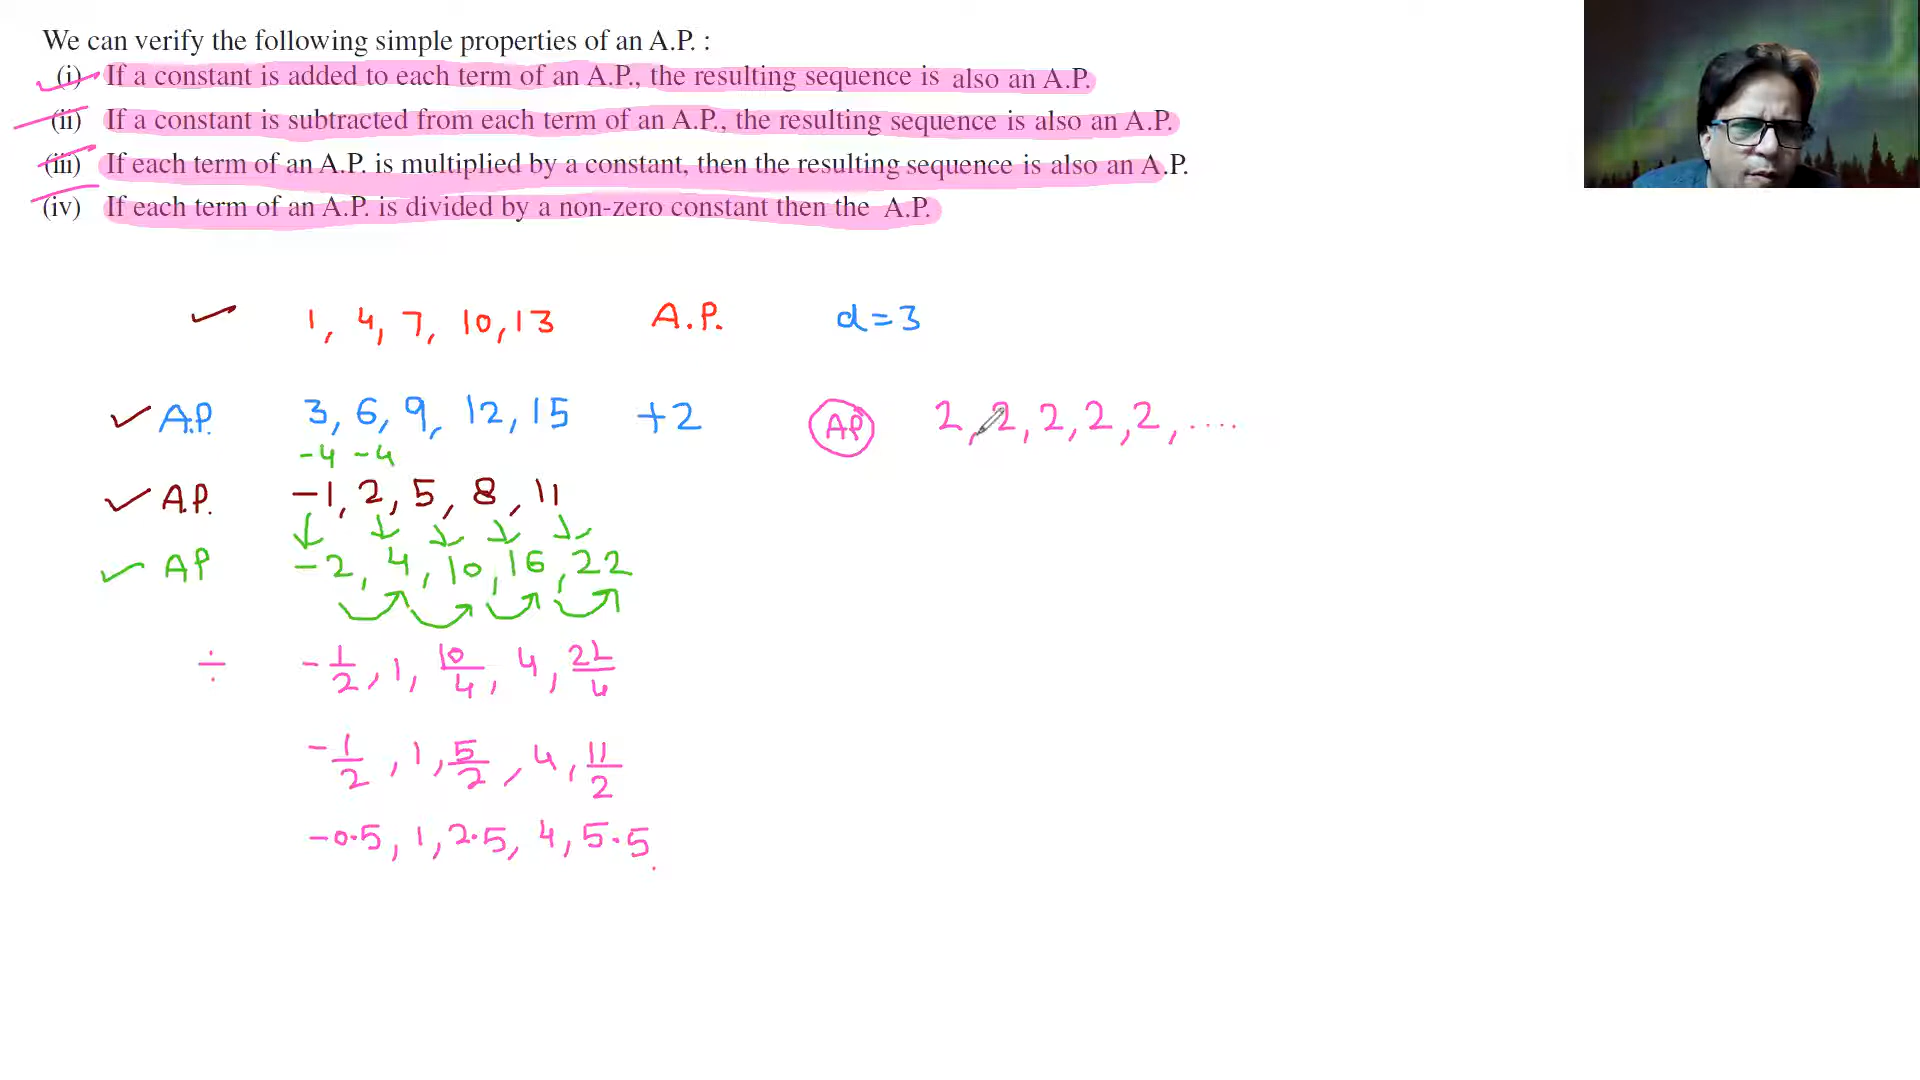 We can verify the following simple properties of an A.P. :
(i) If a constant is added to each term of an A.P., the resulting sequence is also an A.P.
(ii) If a constant is subtracted from each term of an A.P., the resulting sequence is also an A.P.
(iii) If each term of an A.P. is multiplied by a constant, then the resulting sequence is also an A.P.
(iv) If each term of an A.P. is divided by a non-zero constant then the A.P.
✓ 1, 4, 7, 10, 13 A.P. d=3
✓ A.P. 3, 6, 9, 12, 15 +2 AP 2, 2, 2, 2, 2, ....
-4 -4
✓ A.P. -1, 2, 5, 8, 11
✓ AP -2, 4, 10, 16, 22
÷ -1/2, 1, 10/4, 4, 22/4
-1/2, 1, 5/2, 4, 11/2
-0.5, 1, 2.5, 4, 5.5